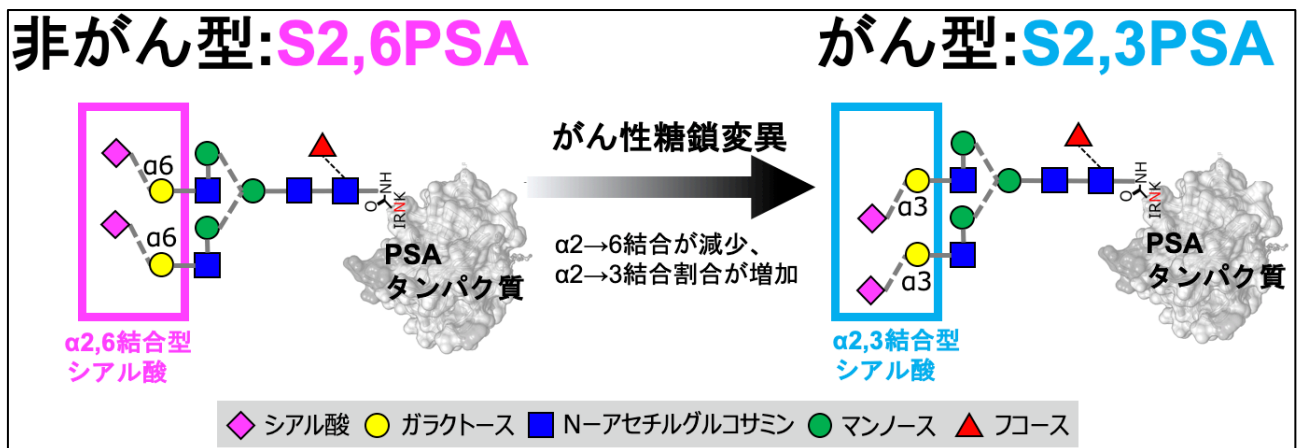 非がん型:S2,6PSA
がん型:S2,3PSA
α6
α6
NH
O
IRNK
PSA
タンパク質
α2,6結合型
シアル酸
がん性糖鎖変異
α2→6結合が減少、
α2→3結合割合が増加
α3
α3
NH
O
IRNK
PSA
タンパク質
α2,3結合型
シアル酸
シアル酸 ガラクトース N−アセチルグルコサミン マンノース フコース